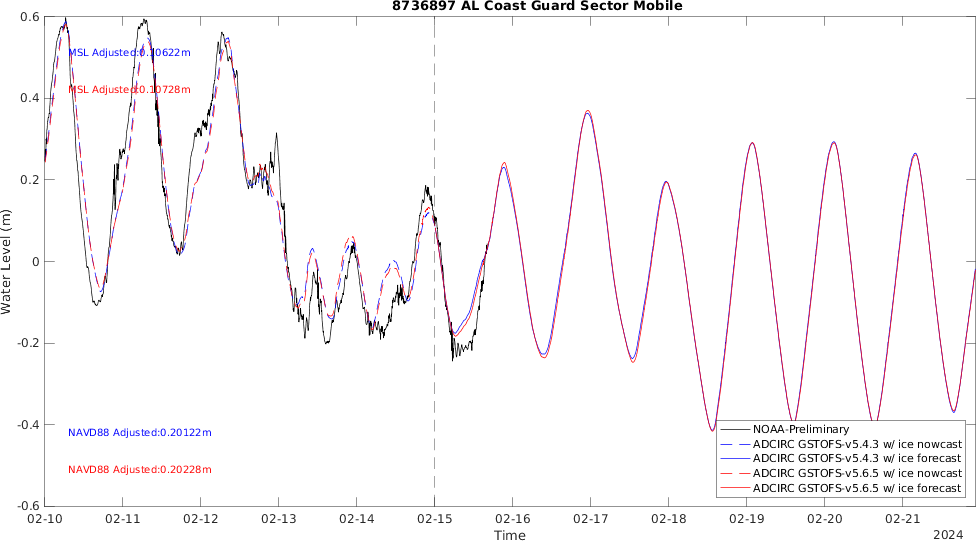 8736897 AL Coast Guard Sector Mobile
0.6
0.4
0.2
0
-0.2
-0.4
-0.6
Water Level (m)
MSL Adjusted:0.10622m
MSL Adjusted:0.10728m
NAVD88 Adjusted:0.20122m
NAVD88 Adjusted:0.20228m
NOAA-Preliminary
ADCIRC GSTOFS-v5.4.3 w/ ice nowcast
ADCIRC GSTOFS-v5.4.3 w/ ice forecast
ADCIRC GSTOFS-v5.6.5 w/ ice nowcast
ADCIRC GSTOFS-v5.6.5 w/ ice forecast
02-10 02-11 02-12 02-13 02-14 02-15 02-16 02-17 02-18 02-19 02-20 02-21
Time
2024